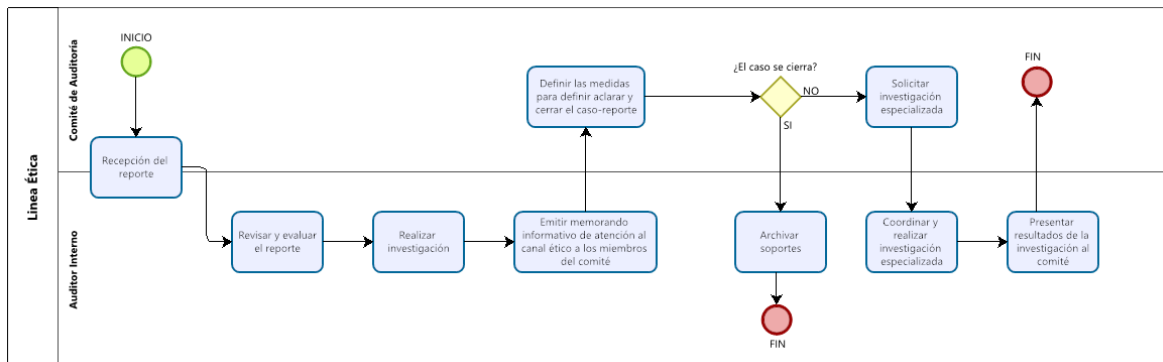 Linea Ética
Comité de Auditoría
Auditor Interno
INICIO
Recepción del
reporte
Revisar y evaluar
el reporte
Realizar
investigación
Emitir memorando
informativo de atención al
canal ético a los miembros
del comité
Definir las medidas
para definir aclarar y
cerrar el caso-reporte
¿El caso se cierra?
NO
SI
Archivar
soportes
FIN
Solicitar
investigación
especializada
Coordinar y
realizar
investigación
especializada
Presentar
resultados de la
investigación al
comité
FIN